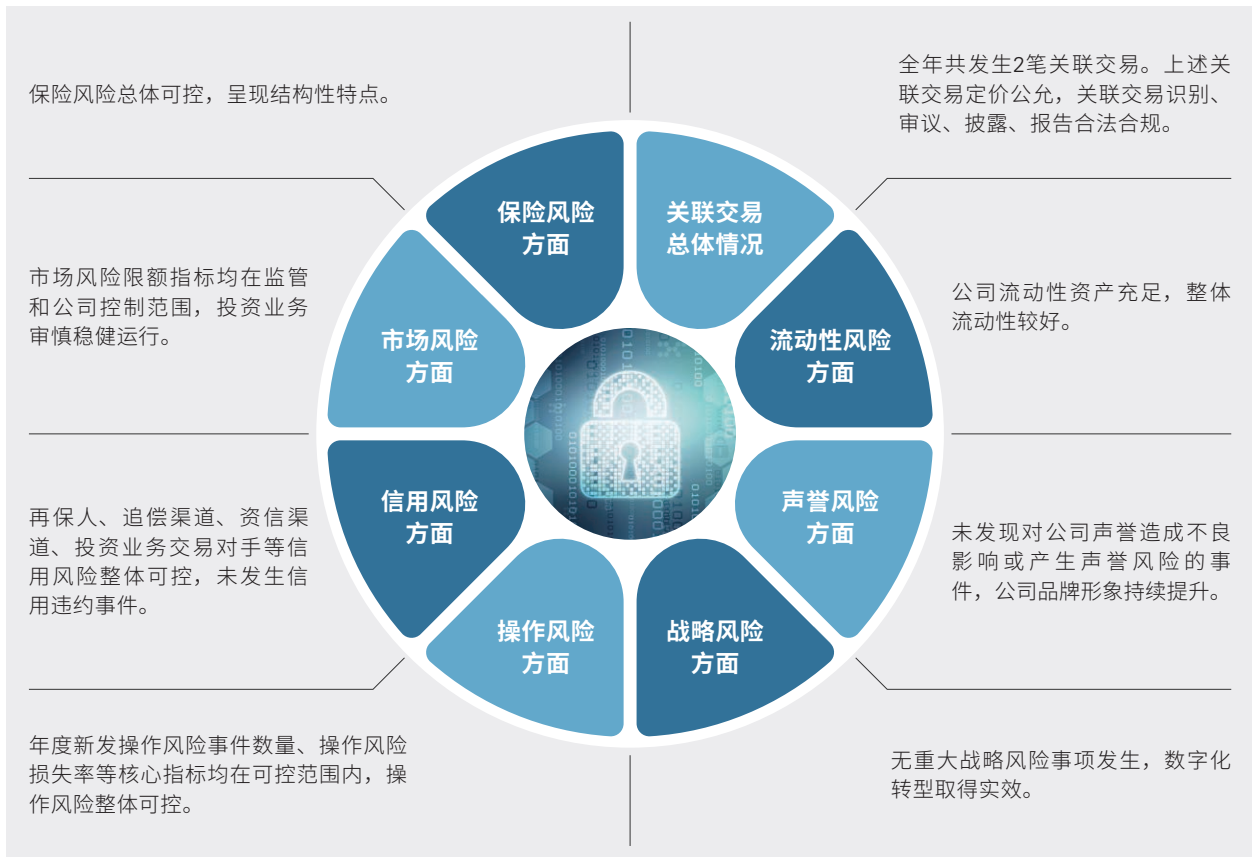 保险风险总体可控，呈现结构性特点。
市场风险限额指标均在监管
和公司控制范围，投资业务
审慎稳健运行。
再保人、追偿渠道、资信渠
道、投资业务交易对手等信
用风险整体可控，未发生信
用违约事件。
年度新发操作风险事件数量、操作风险
损失率等核心指标均在可控范围内，操
作风险整体可控。
保险风险
方面
关联交易
总体情况
市场风险
方面
流动性风险
方面
信用风险
方面
声誉风险
方面
操作风险
方面
战略风险
方面
全年共发生2笔关联交易。上述关
联交易定价公允，关联交易识别、
审议、披露、报告合法合规。
公司流动性资产充足，整体
流动性较好。
未发现对公司声誉造成不良
影响或产生声誉风险的事
件，公司品牌形象持续提升。
无重大战略风险事项发生，数字化
转型取得实效。